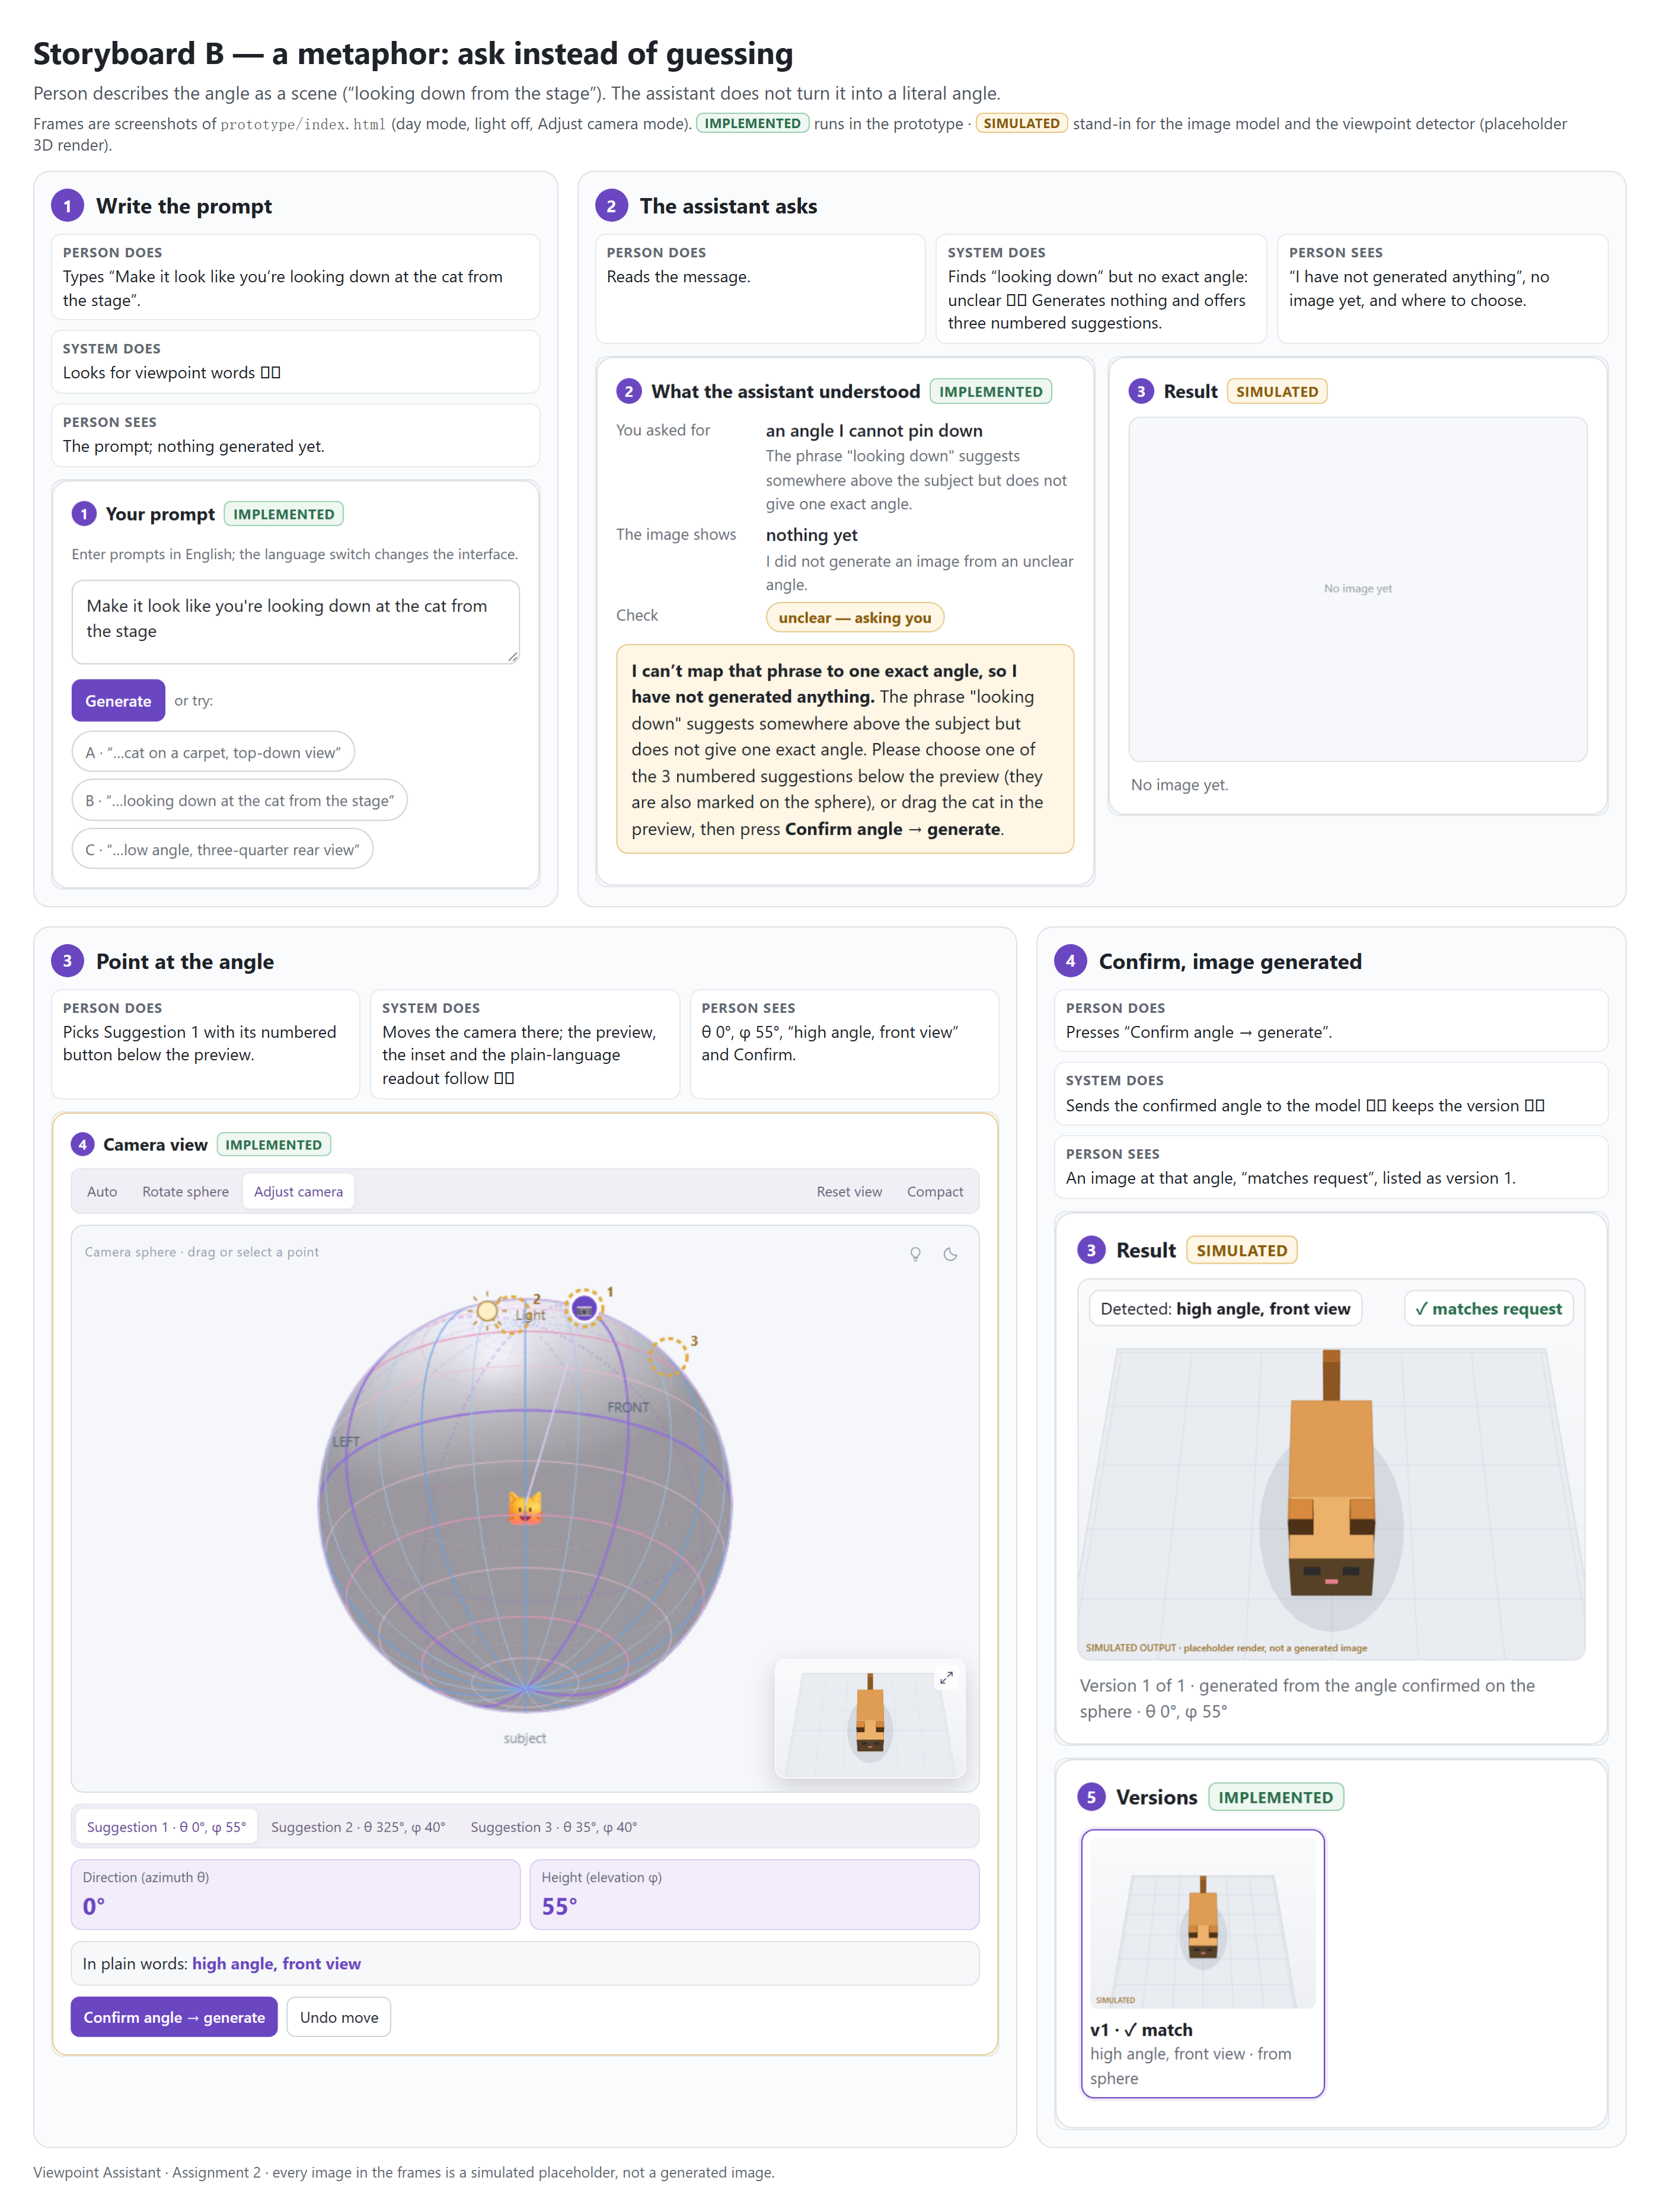 Storyboard B — a metaphor: ask instead of guessing
Person describes the angle as a scene (“looking down from the stage”). The assistant does not turn it into a literal angle.
Frames are screenshots of prototype/index.html (day mode, light off, Adjust camera mode). IMPLEMENTED runs in the prototype · SIMULATED stand-in for the image model and the viewpoint detector (placeholder
3D render).
1 Write the prompt
PERSON DOES
Types “Make it look like you’re looking down at the cat from
the stage”.
SYSTEM DOES
Looks for viewpoint words
PERSON SEES
The prompt; nothing generated yet.
1 Your prompt IMPLEMENTED
Enter prompts in English; the language switch changes the interface.
Make it look like you're looking down at the cat from
the stage
Generate or try:
A · “...cat on a carpet, top-down view”
B · “...looking down at the cat from the stage”
C · “...low angle, three-quarter rear view”
2 The assistant asks
PERSON DOES
Reads the message.
SYSTEM DOES
Finds “looking down” but no exact angle:
unclear Generates nothing and offers
three numbered suggestions.
PERSON SEES
“I have not generated anything”, no
image yet, and where to choose.
2 What the assistant understood IMPLEMENTED
You asked for an angle I cannot pin down
The phrase "looking down" suggests
somewhere above the subject but does not
give one exact angle.
The image shows nothing yet
I did not generate an image from an unclear
angle.
Check unclear — asking you
I can’t map that phrase to one exact angle, so I
have not generated anything. The phrase "looking
down" suggests somewhere above the subject but
does not give one exact angle. Please choose one of
the 3 numbered suggestions below the preview (they
are also marked on the sphere), or drag the cat in the
preview, then press Confirm angle → generate.
3 Result SIMULATED
No image yet
No image yet.
3 Point at the angle
PERSON DOES
Picks Suggestion 1 with its numbered
button below the preview.
SYSTEM DOES
Moves the camera there; the preview,
the inset and the plain-language
readout follow
PERSON SEES
θ 0°, φ 55°, “high angle, front view”
and Confirm.
4 Camera view IMPLEMENTED
Auto Rotate sphere Adjust camera Reset view Compact
Camera sphere · drag or select a point
2
1
Light
3
FRONT
LEFT
subject
Suggestion 1 · θ 0°, φ 55° Suggestion 2 · θ 325°, φ 40° Suggestion 3 · θ 35°, φ 40°
Direction (azimuth θ)
0°
Height (elevation φ)
55°
In plain words: high angle, front view
Confirm angle → generate Undo move
4 Confirm, image generated
PERSON DOES
Presses “Confirm angle → generate”.
SYSTEM DOES
Sends the confirmed angle to the model keeps the version
PERSON SEES
An image at that angle, “matches request”, listed as version 1.
3 Result SIMULATED
Detected: high angle, front view ✓ matches request
SIMULATED OUTPUT · placeholder render, not a generated image
Version 1 of 1 · generated from the angle confirmed on the
sphere · θ 0°, φ 55°
5 Versions IMPLEMENTED
SIMULATED
v1 · ✓ match
high angle, front view · from
sphere
Viewpoint Assistant · Assignment 2 · every image in the frames is a simulated placeholder, not a generated image.